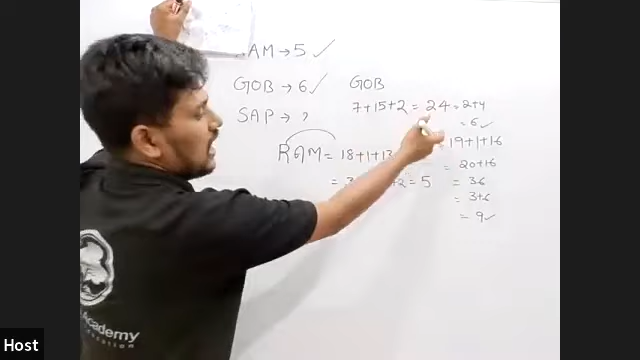 AM → 5 ✓
GOB → 6 ✓ GOB
7+15+2 = 24 = 2+4
= 6 ✓
SAP → ?
19+1+16
RAM = 18+1+13
= 20+16
= 3 +2 = 5
= 36
= 3+6
= 9 ✓
Academy
Host